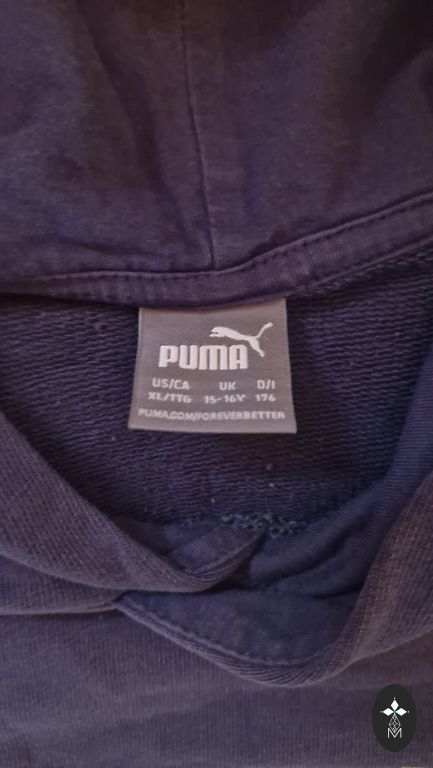 PUMA
US/CA UK D/I
XL/TTG 15-16Y 176
PUMA.COM/FOREVERBETTER
M